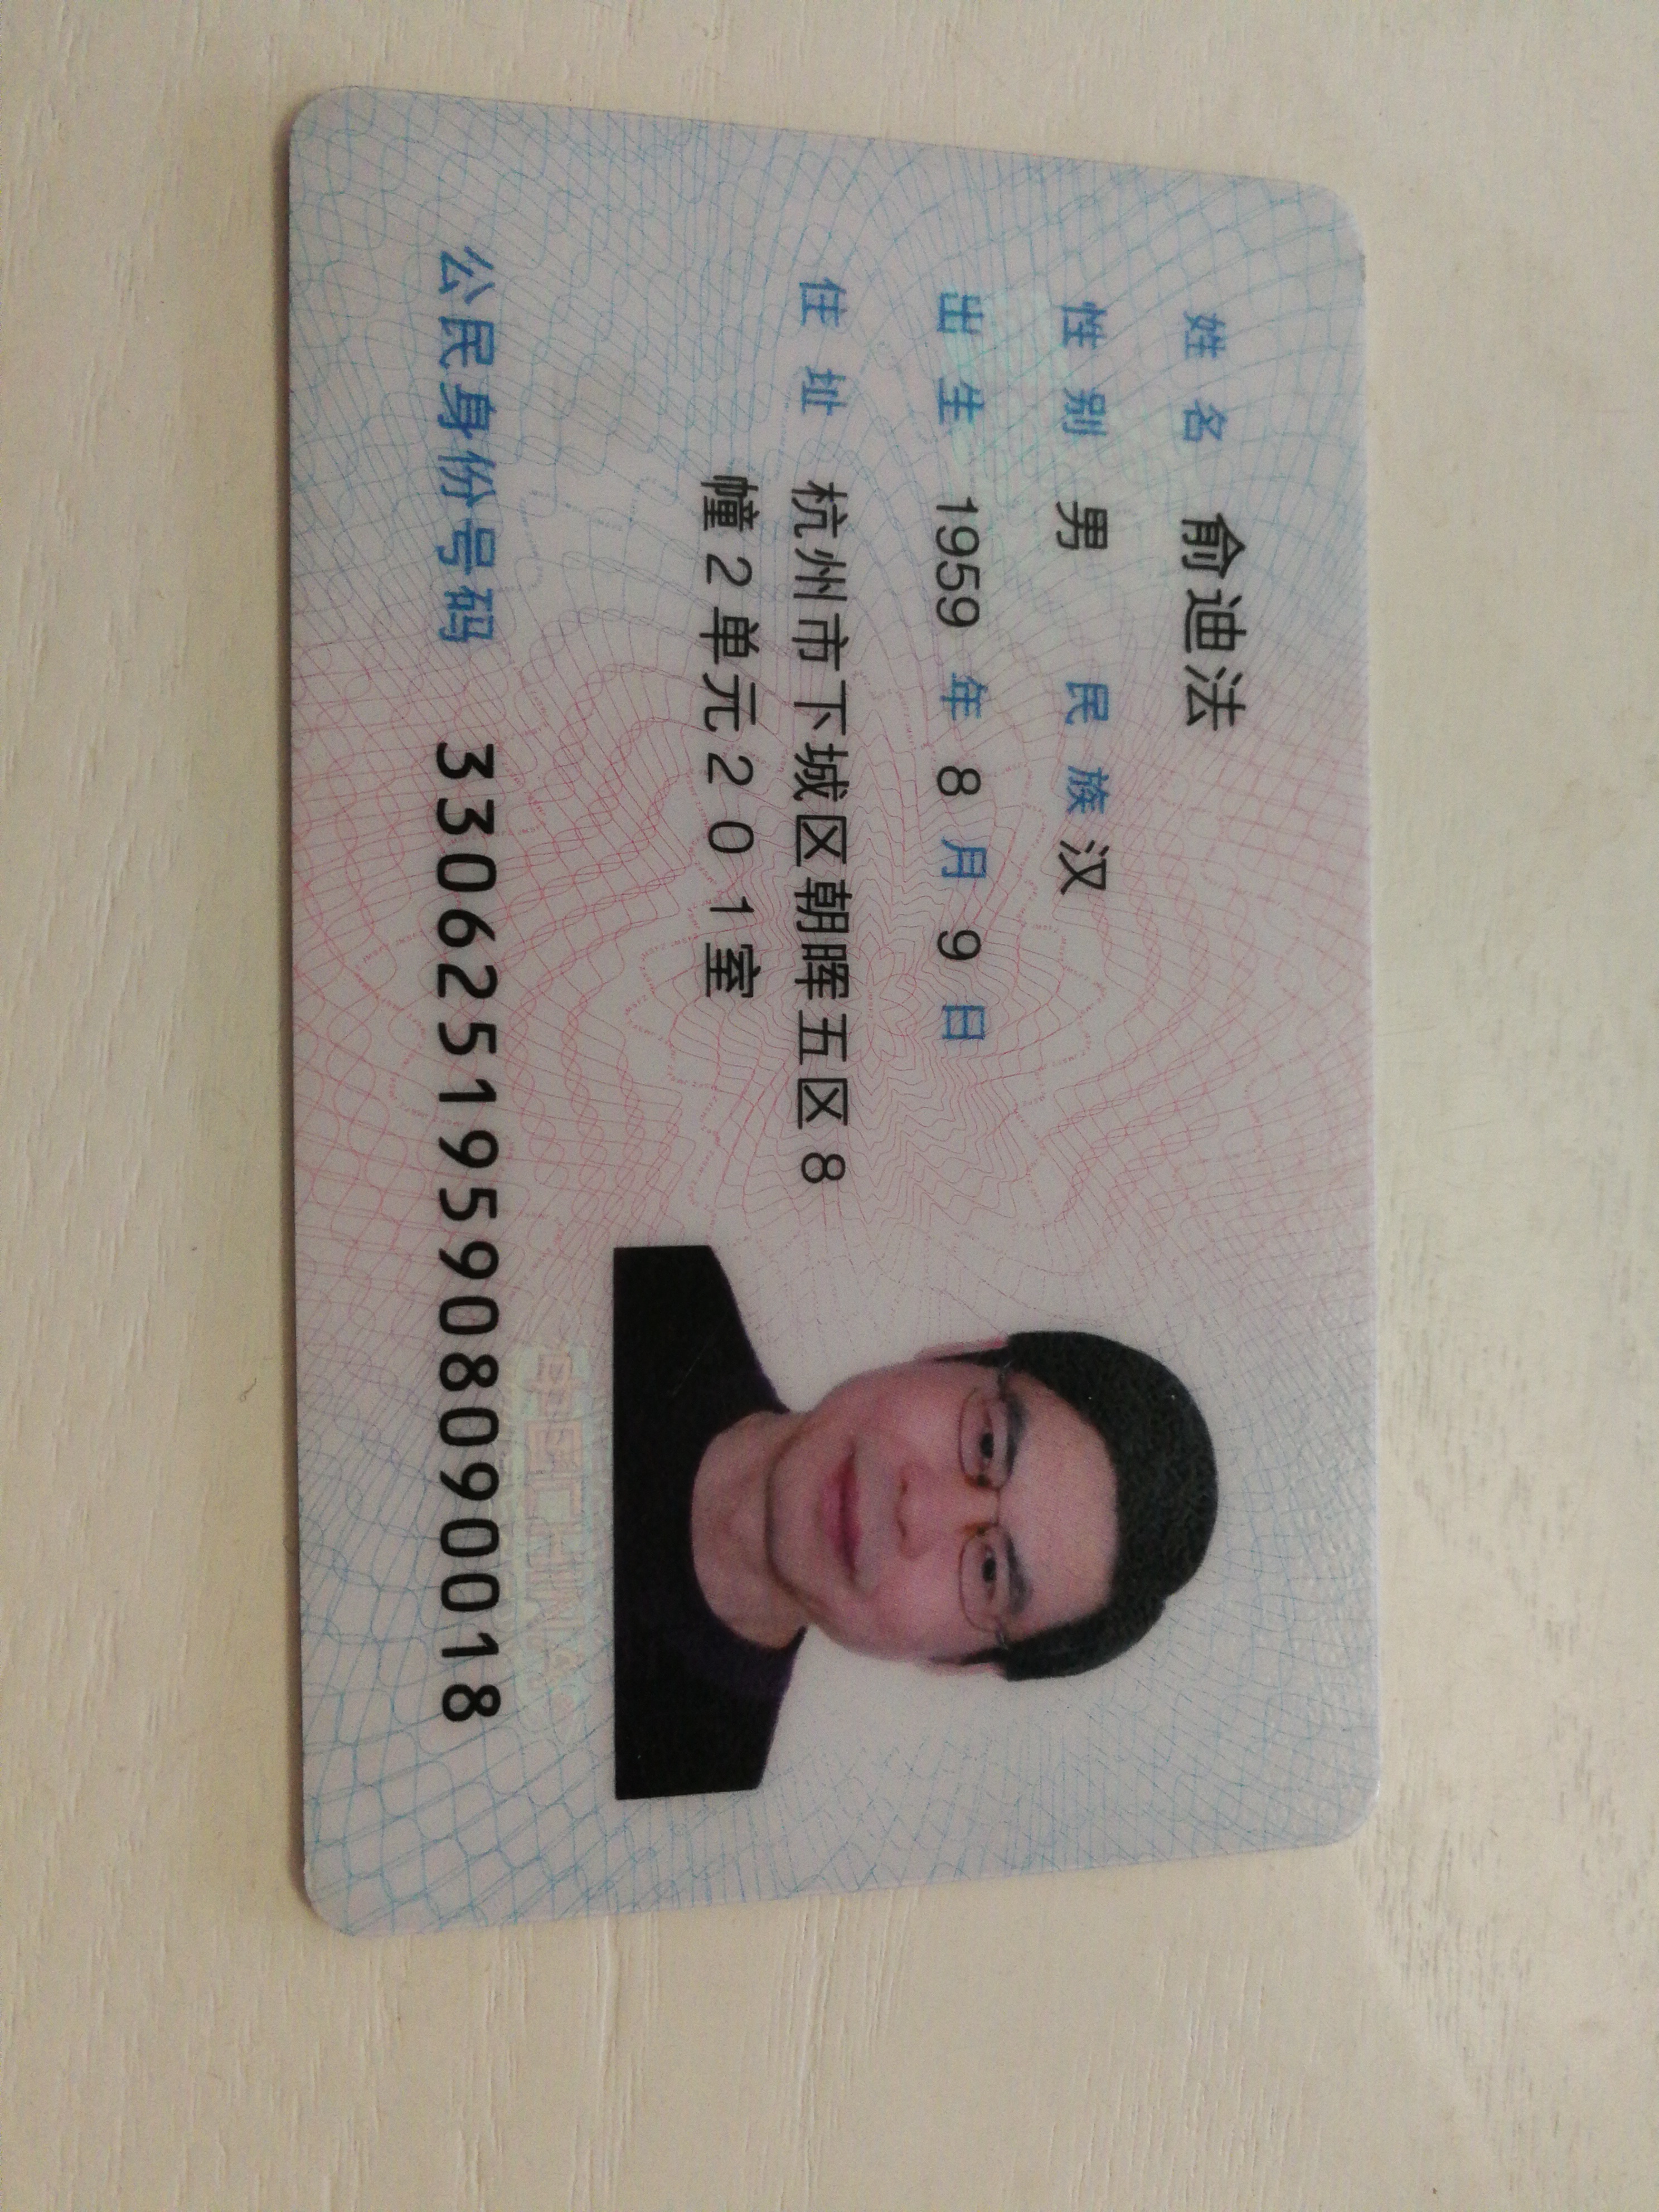 姓名 俞迪法
性别 男 民族 汉
出生 1959 年 8 月 9 日
住址 杭州市下城区朝晖五区8
幢2单元201室
公民身份号码 330625195908090018